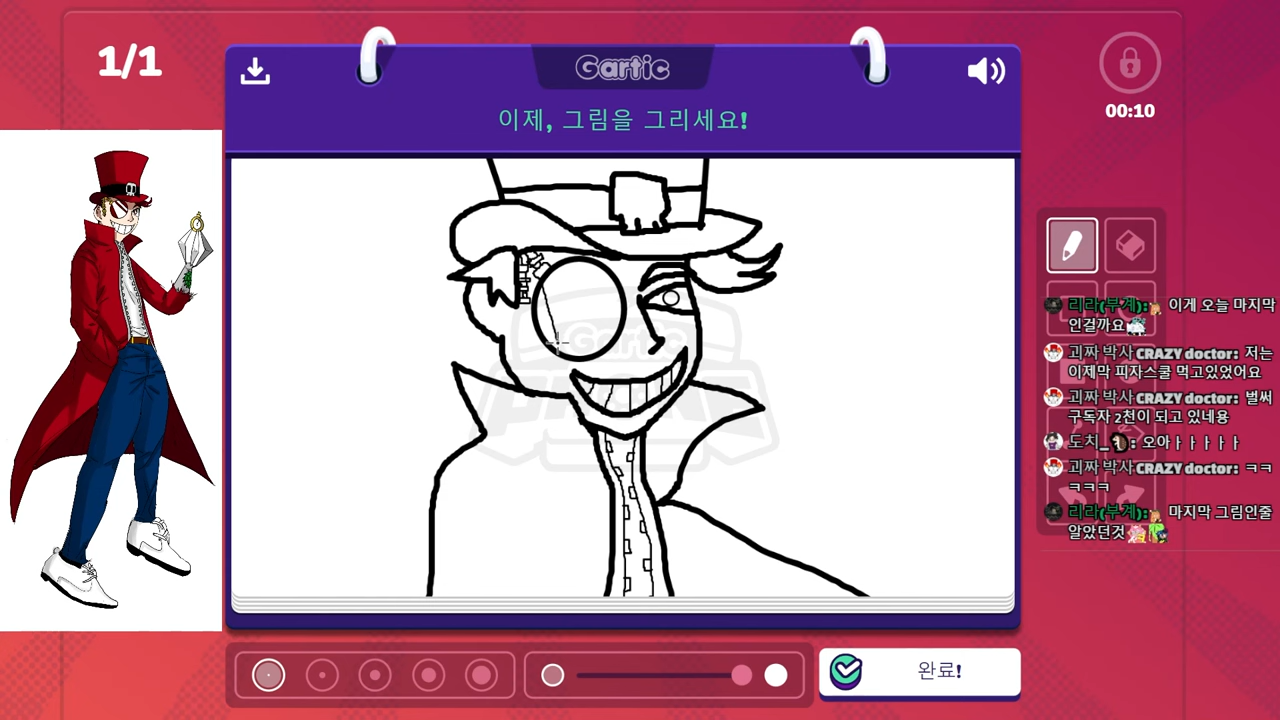 1/1
Gartic
00:10
이제, 그림을 그리세요!
Gartic
PHONE
리라(부계): 이게 오늘 마지막
인걸까요
괴짜 박사 CRAZY doctor: 저는
이제막 피자스쿨 먹고있었어요
괴짜 박사 CRAZY doctor: 벌써
구독자 2천이 되고 있네용
도치_: 오아ㅏㅏㅏㅏㅏ
괴짜 박사 CRAZY doctor: ㅋㅋ
ㅋㅋㅋ
리라(부계): 마지막 그림인줄
알았던것
완료!